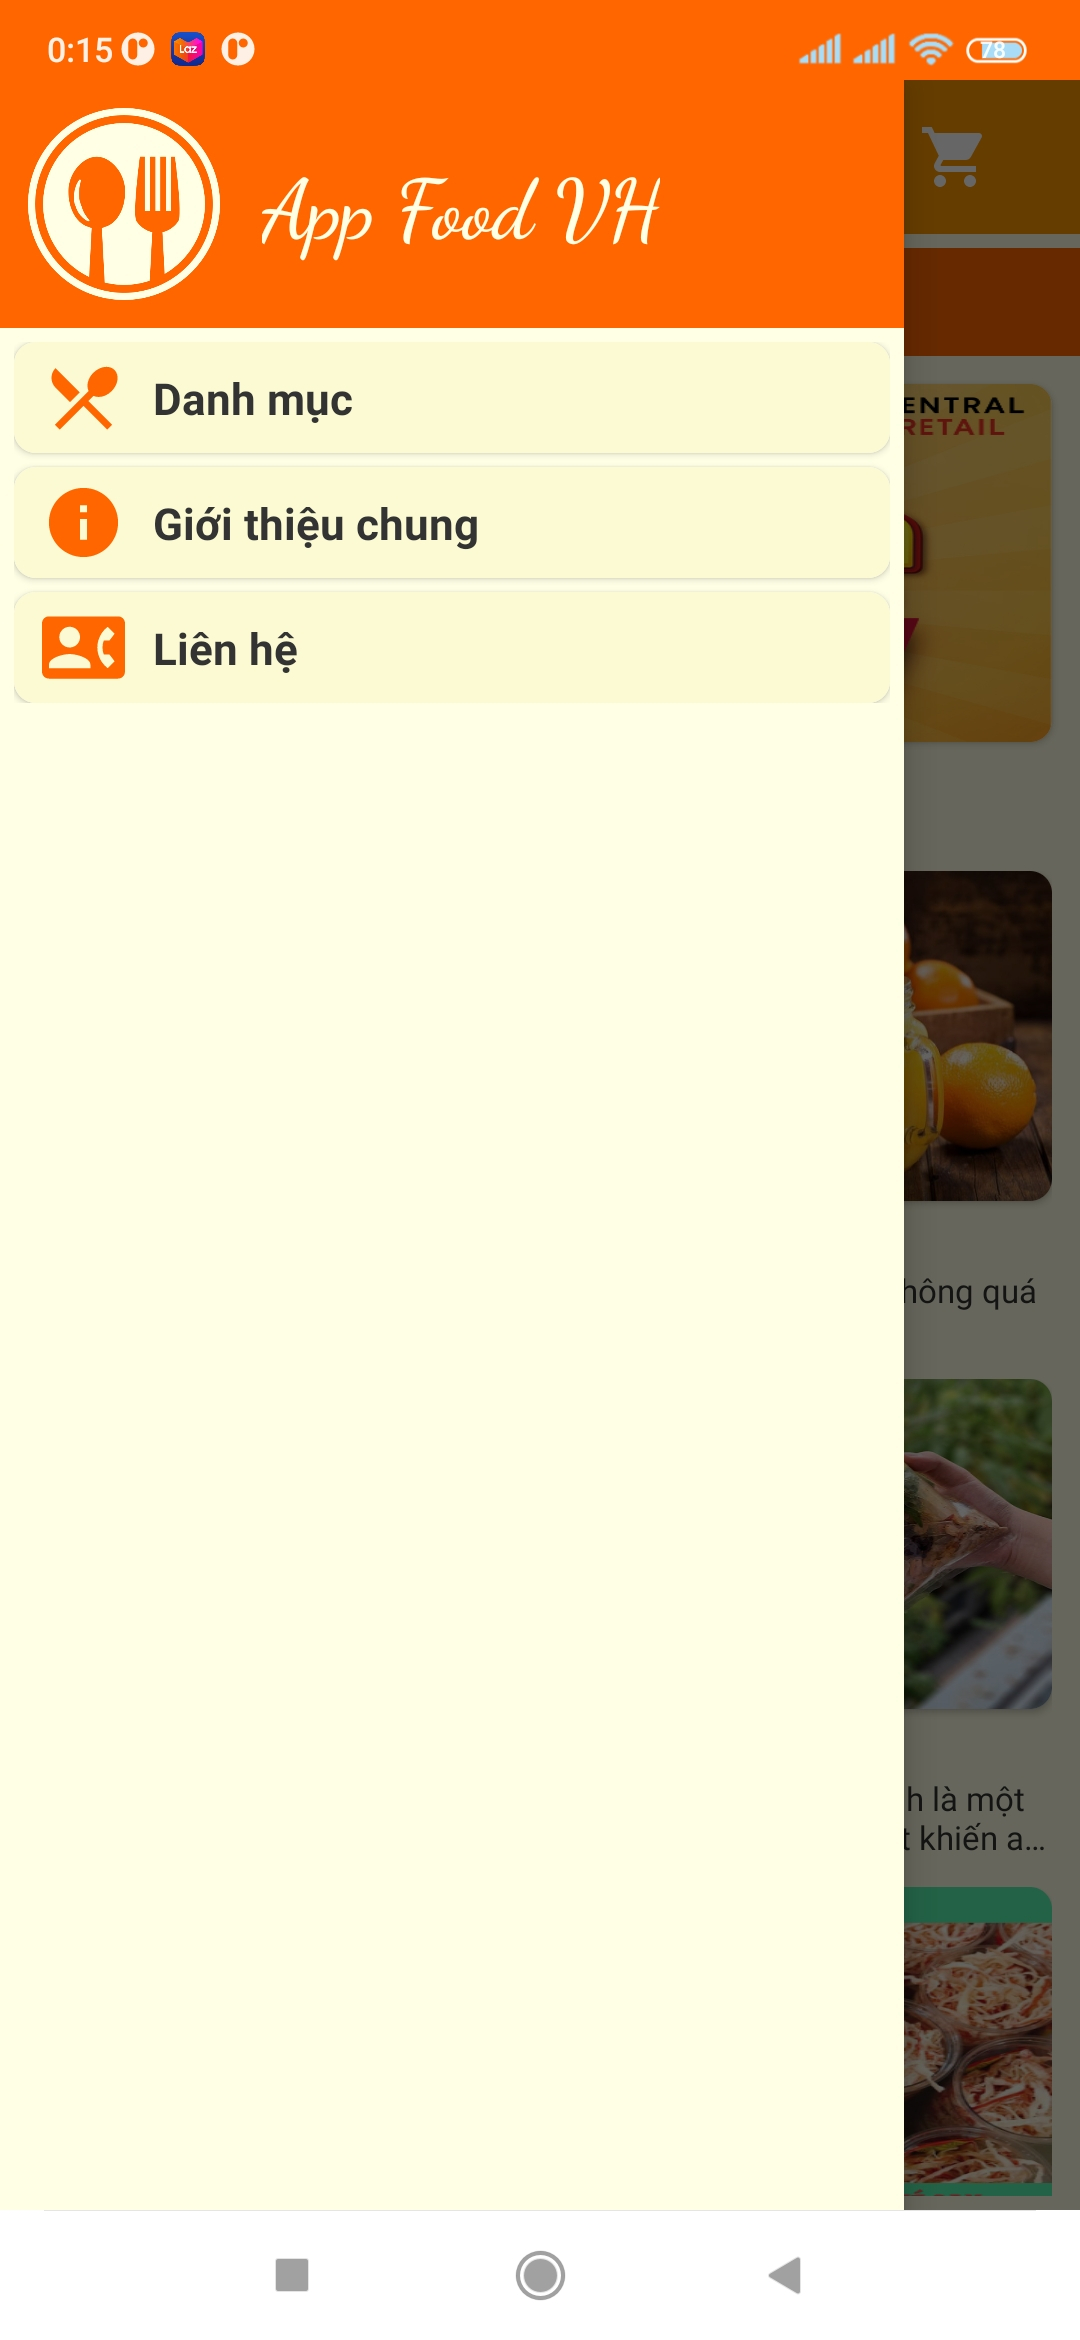 0:15
Laz
78
App Food VH
Danh mục
Giới thiệu chung
Liên hệ
ENTRAL
RETAIL
hông quá
h là một
t khiến a...